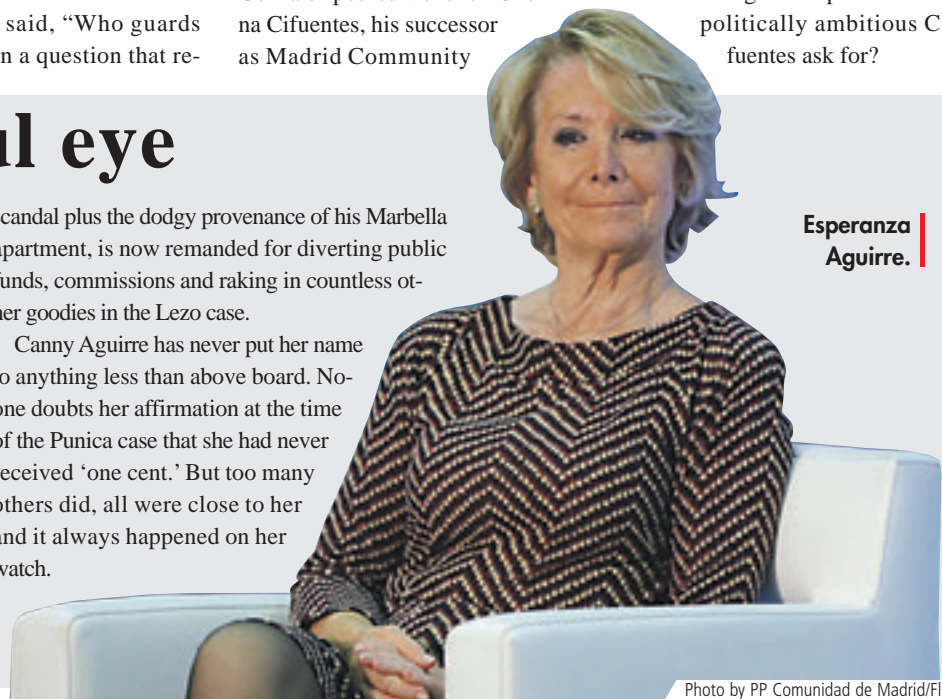 said, “Who guards
n a question that re-
na Cifuentes, his successor
as Madrid Community
politically ambitious C
fuentes ask for?
l eye
candal plus the dodgy provenance of his Marbella
apartment, is now remanded for diverting public
funds, commissions and raking in countless ot-
her goodies in the Lezo case.
Canny Aguirre has never put her name
to anything less than above board. No-
one doubts her affirmation at the time
of the Punica case that she had never
received ‘one cent.’ But too many
others did, all were close to her
and it always happened on her
watch.
Esperanza
Aguirre.
Photo by PP Comunidad de Madrid/Fl